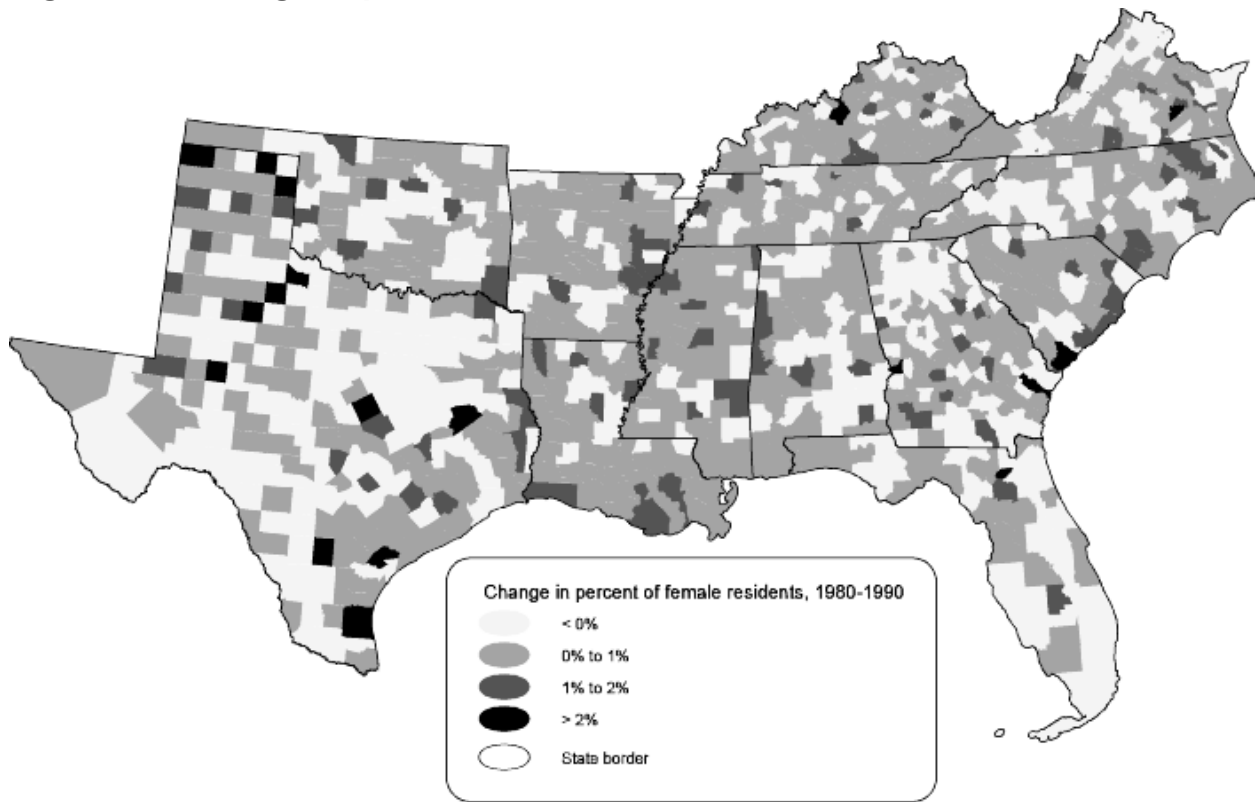 Change in percent of female residents, 1980-1990
< 0%
0% to 1%
1% to 2%
> 2%
State border